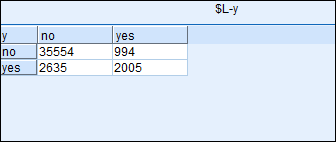 $L-y
y no yes
no 35554 994
yes 2635 2005